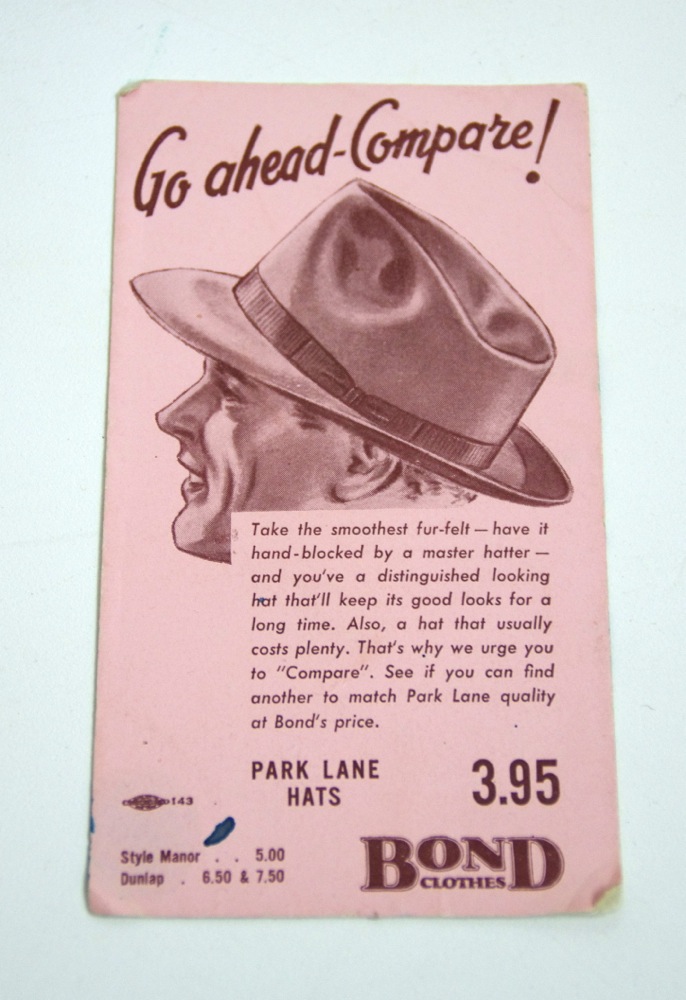 Go ahead-Compare!
Take the smoothest fur-felt — have it
hand-blocked by a master hatter —
and you've a distinguished looking
hat that'll keep its good looks for a
long time. Also, a hat that usually
costs plenty. That's why we urge you
to "Compare". See if you can find
another to match Park Lane quality
at Bond's price.
PARK LANE
HATS
3.95
143
Style Manor . . 5.00
Dunlap . 6.50 & 7.50
BOND
CLOTHES